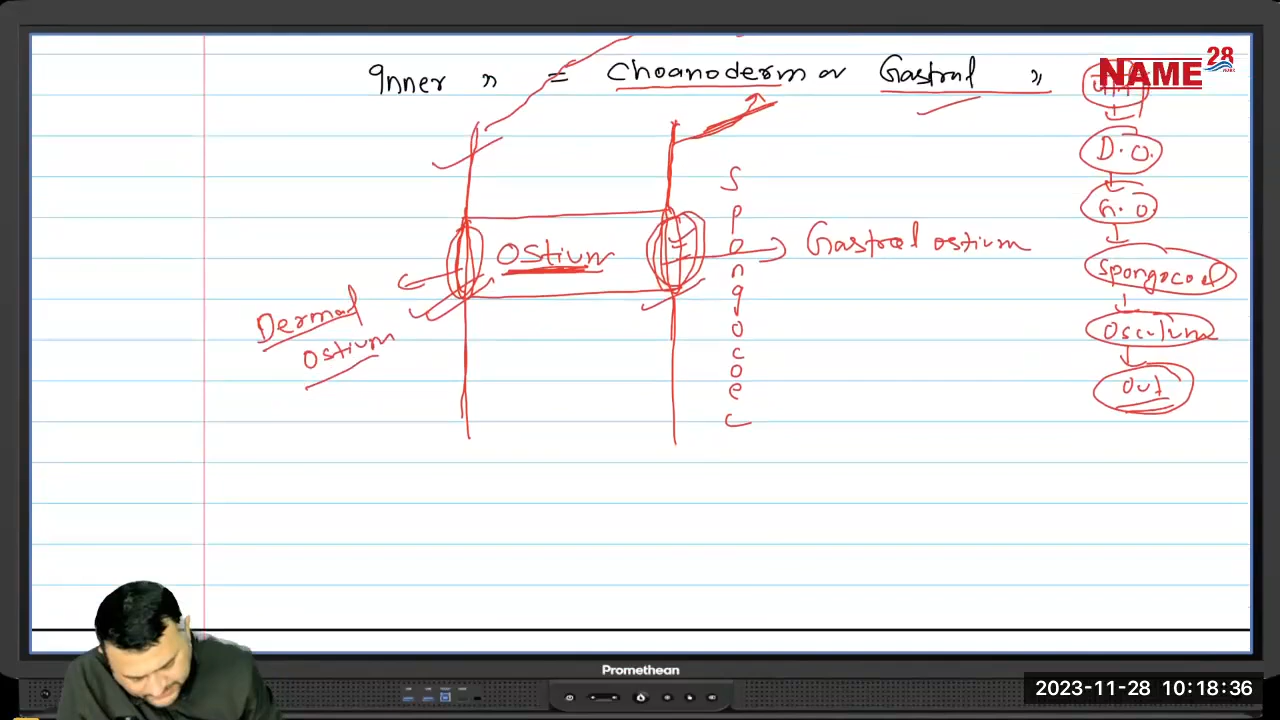 Inner " = Choanoderm or Gastral "
NAME 28
D.O.
Spongocoel
Ostium
Gastral ostium
Spongocoel
Dermal
Ostium
Osculum
Out
Promethean
2023-11-28 10:18:36